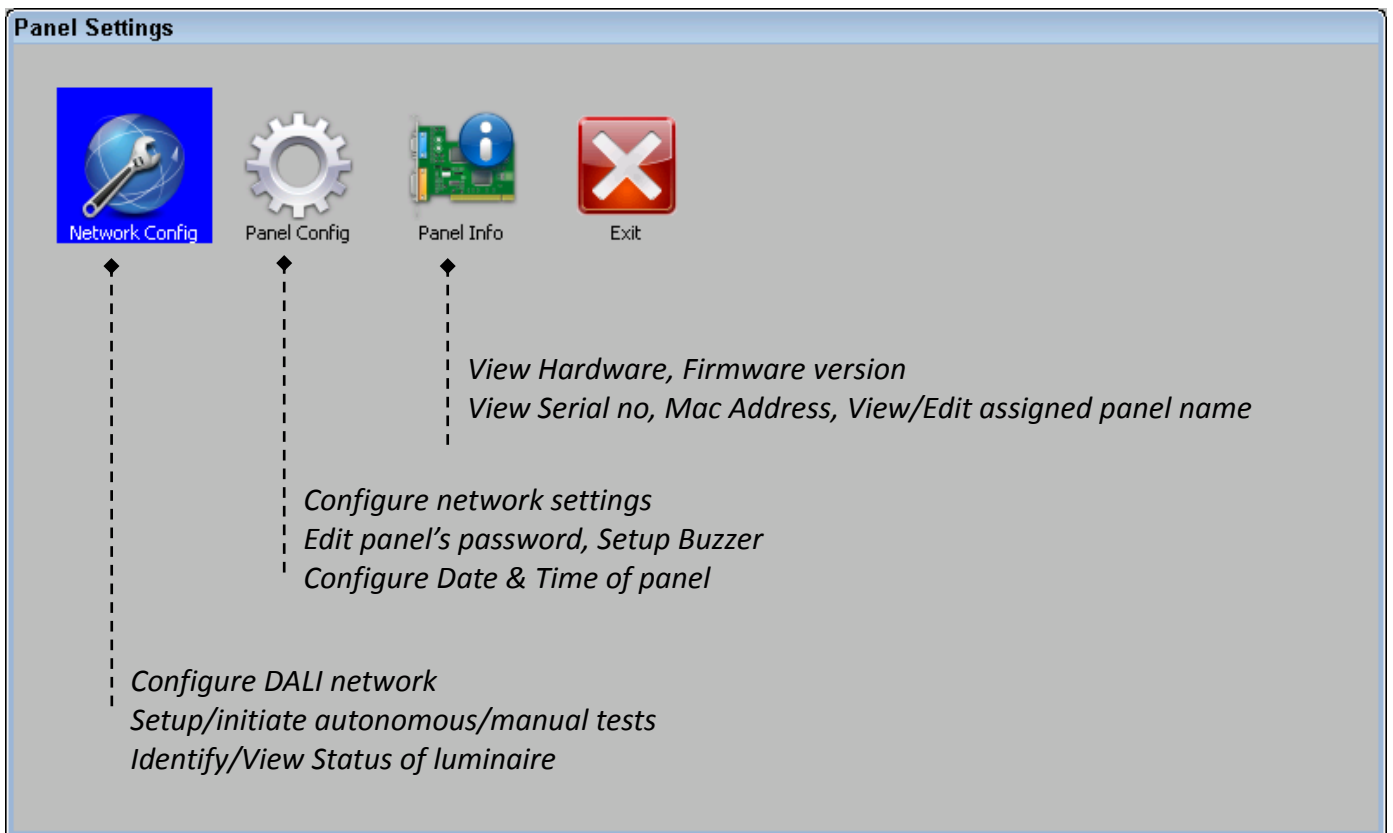 Panel Settings
Network Config
Panel Config
Panel Info
Exit
View Hardware, Firmware version
View Serial no, Mac Address, View/Edit assigned panel name
Configure network settings
Edit panel’s password, Setup Buzzer
Configure Date & Time of panel
Configure DALI network
Setup/initiate autonomous/manual tests
Identify/View Status of luminaire